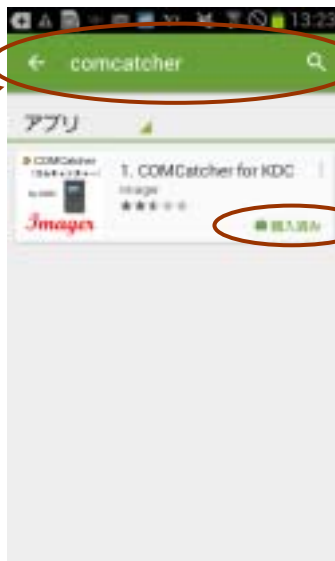 13:23
comcatcher
アプリ
COMCatcher
1. COMCatcher for KDC
Imager
Imager
購入済み